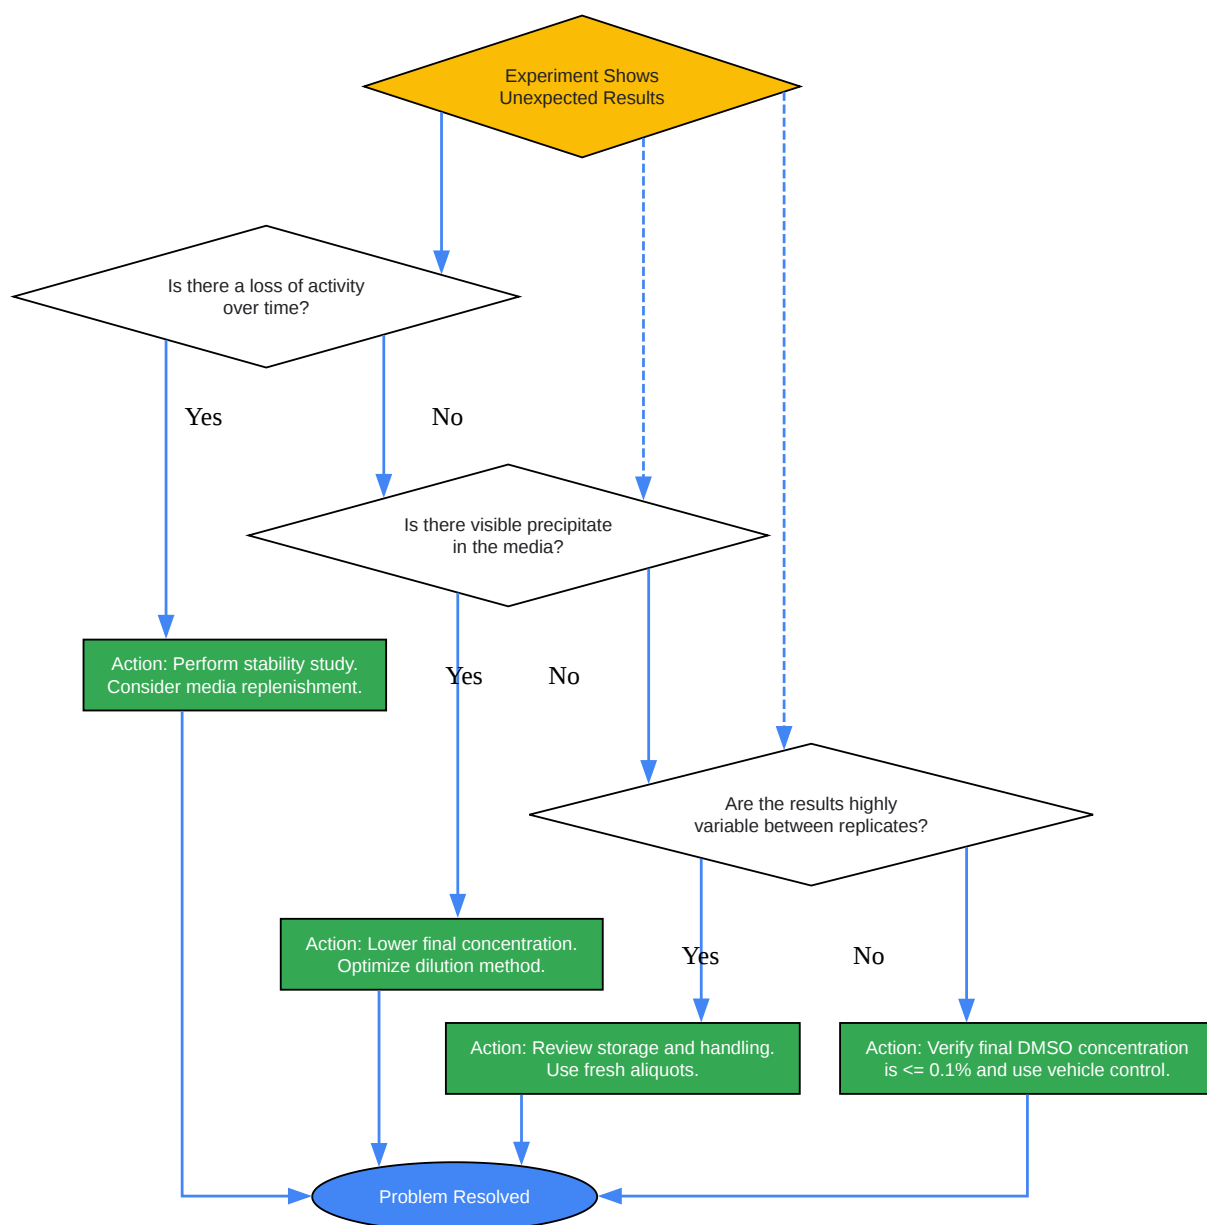 Experiment Shows
Unexpected Results
Is there a loss of activity
over time?
Yes
No
Is there visible precipitate
in the media?
Action: Perform stability study.
Consider media replenishment.
Yes
No
Are the results highly
variable between replicates?
Action: Lower final concentration.
Optimize dilution method.
Yes
No
Action: Review storage and handling.
Use fresh aliquots.
Action: Verify final DMSO concentration
is <= 0.1% and use vehicle control.
Problem Resolved